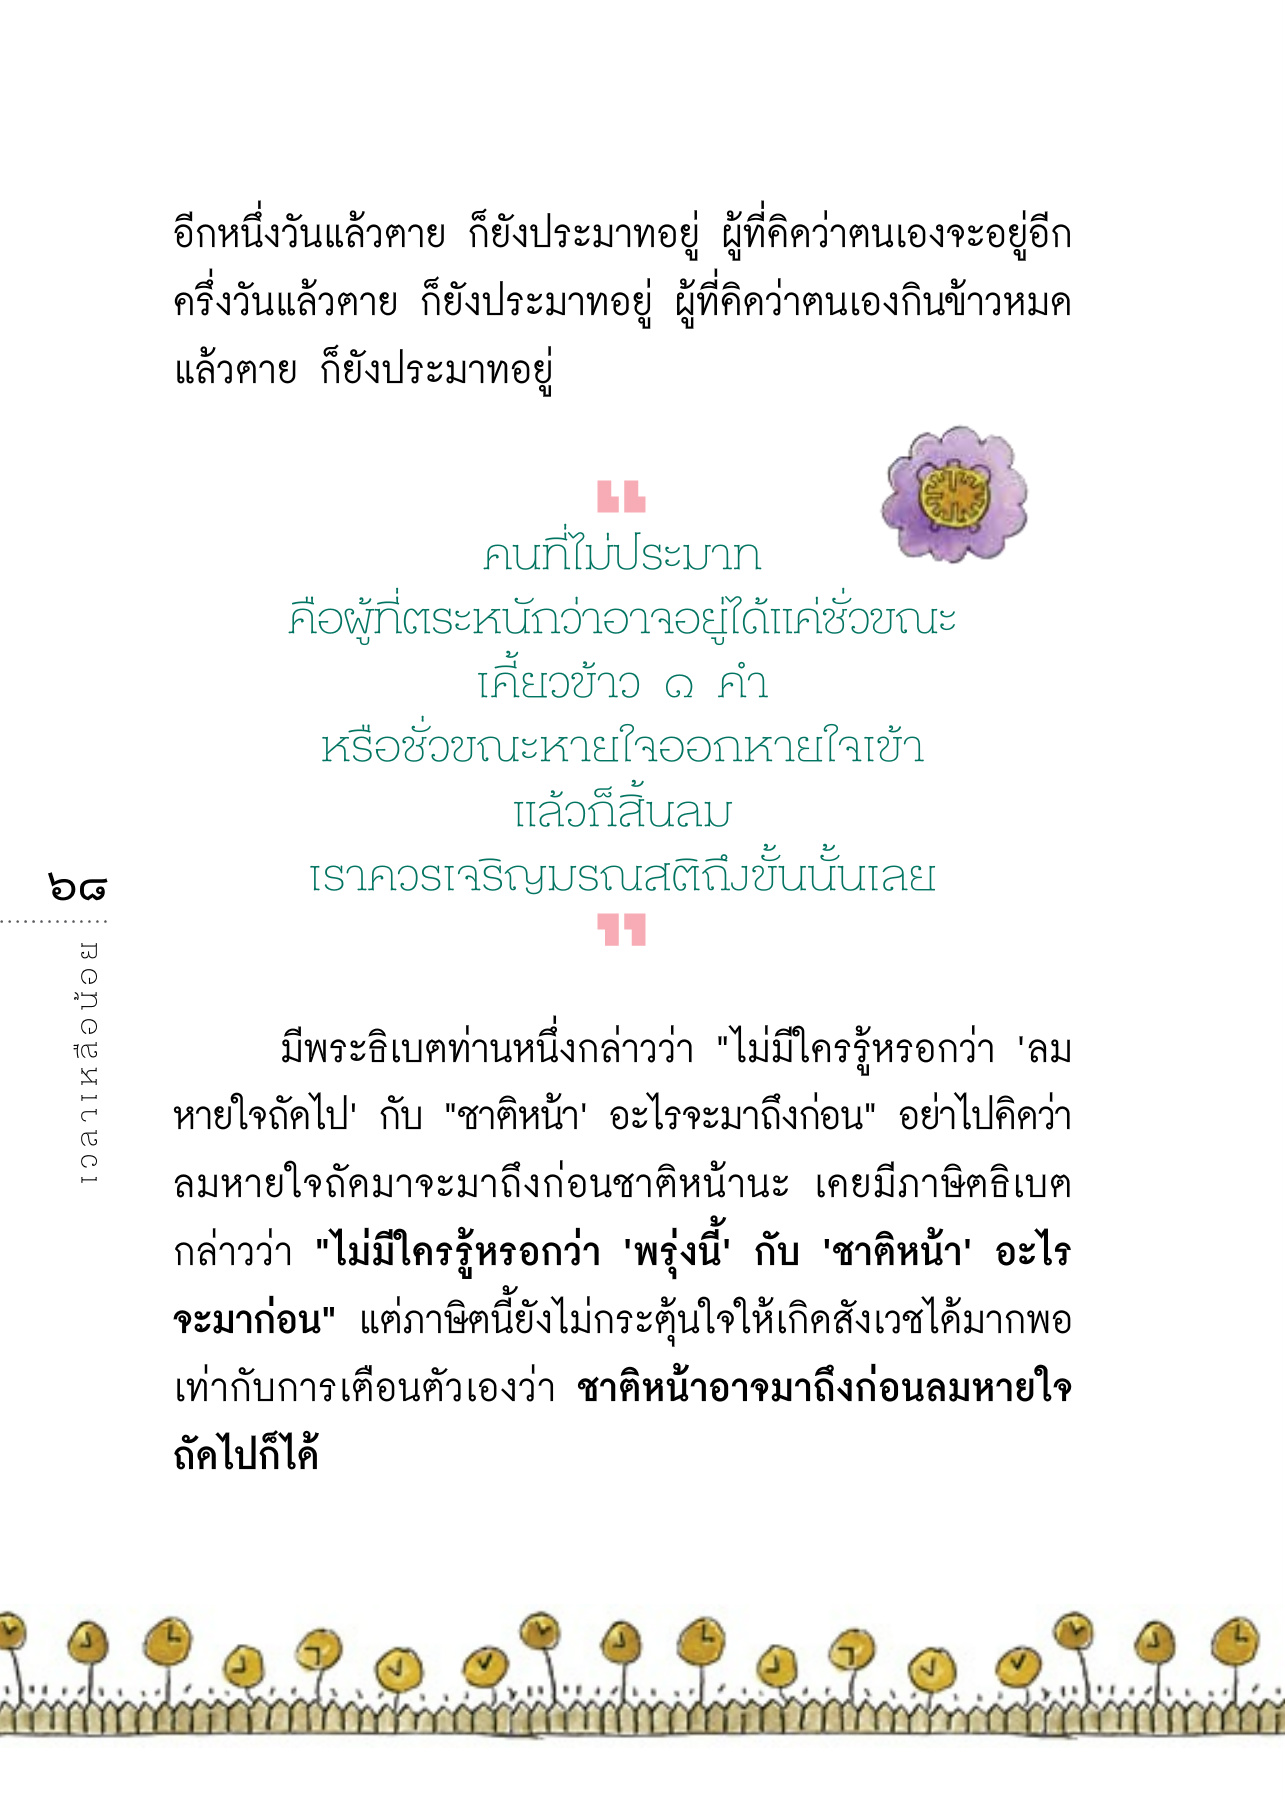 อีกหนึ่งวันแล้วตาย ก็ยังประมาทอยู่ ผู้ที่คิดว่าตนเองจะอยู่อีก
ครึ่งวันแล้วตาย ก็ยังประมาทอยู่ ผู้ที่คิดว่าตนเองกินข้าวหมด
แล้วตาย ก็ยังประมาทอยู่
"
คนที่ไม่ประมาท
คือผู้ที่ตระหนักว่าอาจอยู่ได้แค่ชั่วขณะ
เคี้ยวข้าว ๑ คำ
หรือชั่วขณะหายใจออกหายใจเข้า
แล้วก็สิ้นลม
เราควรเจริญมรณสติถึงขั้นนั้นเลย
"
๖๘
เวลาเหลือน้อย
มีพระธิเบตท่านหนึ่งกล่าวว่า "ไม่มีใครรู้หรอกว่า 'ลม
หายใจถัดไป' กับ "ชาติหน้า' อะไรจะมาถึงก่อน" อย่าไปคิดว่า
ลมหายใจถัดมาจะมาถึงก่อนชาติหน้านะ เคยมีภาษิตธิเบต
กล่าวว่า "ไม่มีใครรู้หรอกว่า 'พรุ่งนี้' กับ 'ชาติหน้า' อะไร
จะมาก่อน" แต่ภาษิตนี้ยังไม่กระตุ้นใจให้เกิดสังเวชได้มากพอ
เท่ากับการเตือนตัวเองว่า ชาติหน้าอาจมาถึงก่อนลมหายใจ
ถัดไปก็ได้